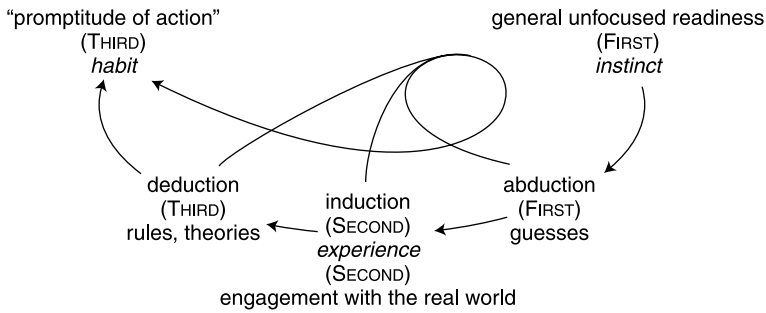 “promptitude of action”
(THIRD)
habit
general unfocused readiness
(FIRST)
instinct
deduction
(THIRD)
rules, theories
induction
(SECOND)
experience
(SECOND)
engagement with the real world
abduction
(FIRST)
guesses